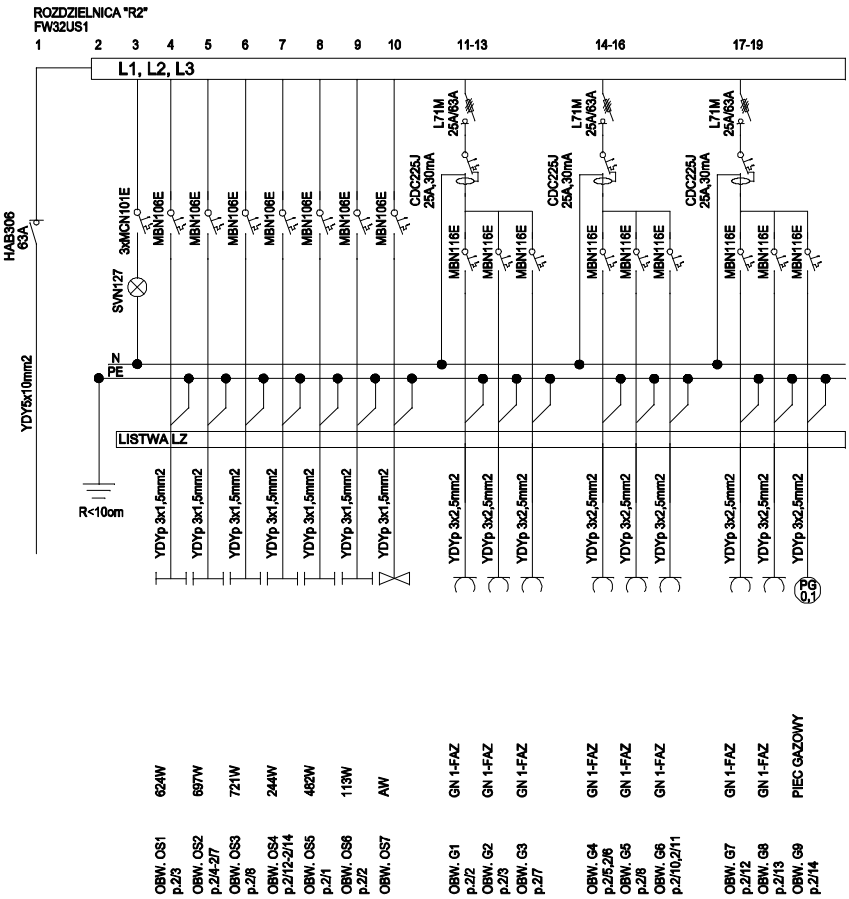 ROZDZIELNICA "R2"
FW32US1
1 2 3 4 5 6 7 8 9 10 11-13 14-16 17-19
L1, L2, L3
HAB306
63A
YDY5x10mm2
3xMCN101E
SVN127
MBN106E
MBN106E
MBN106E
MBN106E
MBN106E
MBN106E
MBN106E
L71M
25A/63A
CDC225J
25A,30mA
MBN116E
MBN116E
MBN116E
L71M
25A/63A
CDC225J
25A,30mA
MBN116E
MBN116E
MBN116E
L71M
25A/63A
CDC225J
25A,30mA
MBN116E
MBN116E
MBN116E
N
PE
LISTWA LZ
R<10om
YDYp 3x1,5mm2
YDYp 3x1,5mm2
YDYp 3x1,5mm2
YDYp 3x1,5mm2
YDYp 3x1,5mm2
YDYp 3x1,5mm2
YDYp 3x1,5mm2
YDYp 3x2,5mm2
YDYp 3x2,5mm2
YDYp 3x2,5mm2
YDYp 3x2,5mm2
YDYp 3x2,5mm2
YDYp 3x2,5mm2
YDYp 3x2,5mm2
YDYp 3x2,5mm2
YDYp 3x2,5mm2
PG
0,1
624W
697W
721W
244W
482W
113W
AW
GN 1-FAZ
GN 1-FAZ
GN 1-FAZ
GN 1-FAZ
GN 1-FAZ
GN 1-FAZ
GN 1-FAZ
GN 1-FAZ
PIEC GAZOWY
OBW. OS1
p.2/3
OBW. OS2
p.2/4-2/7
OBW. OS3
p.2/8
OBW. OS4
p.2/12-2/14
OBW. OS5
p.2/1
OBW. OS6
p.2/2
OBW. OS7
OBW. G1
p.2/2
OBW. G2
p.2/3
OBW. G3
p.2/7
OBW. G4
p.2/5,2/6
OBW. G5
p.2/8
OBW. G6
p.2/10,2/11
OBW. G7
p.2/12
OBW. G8
p.2/13
OBW. G9
p.2/14